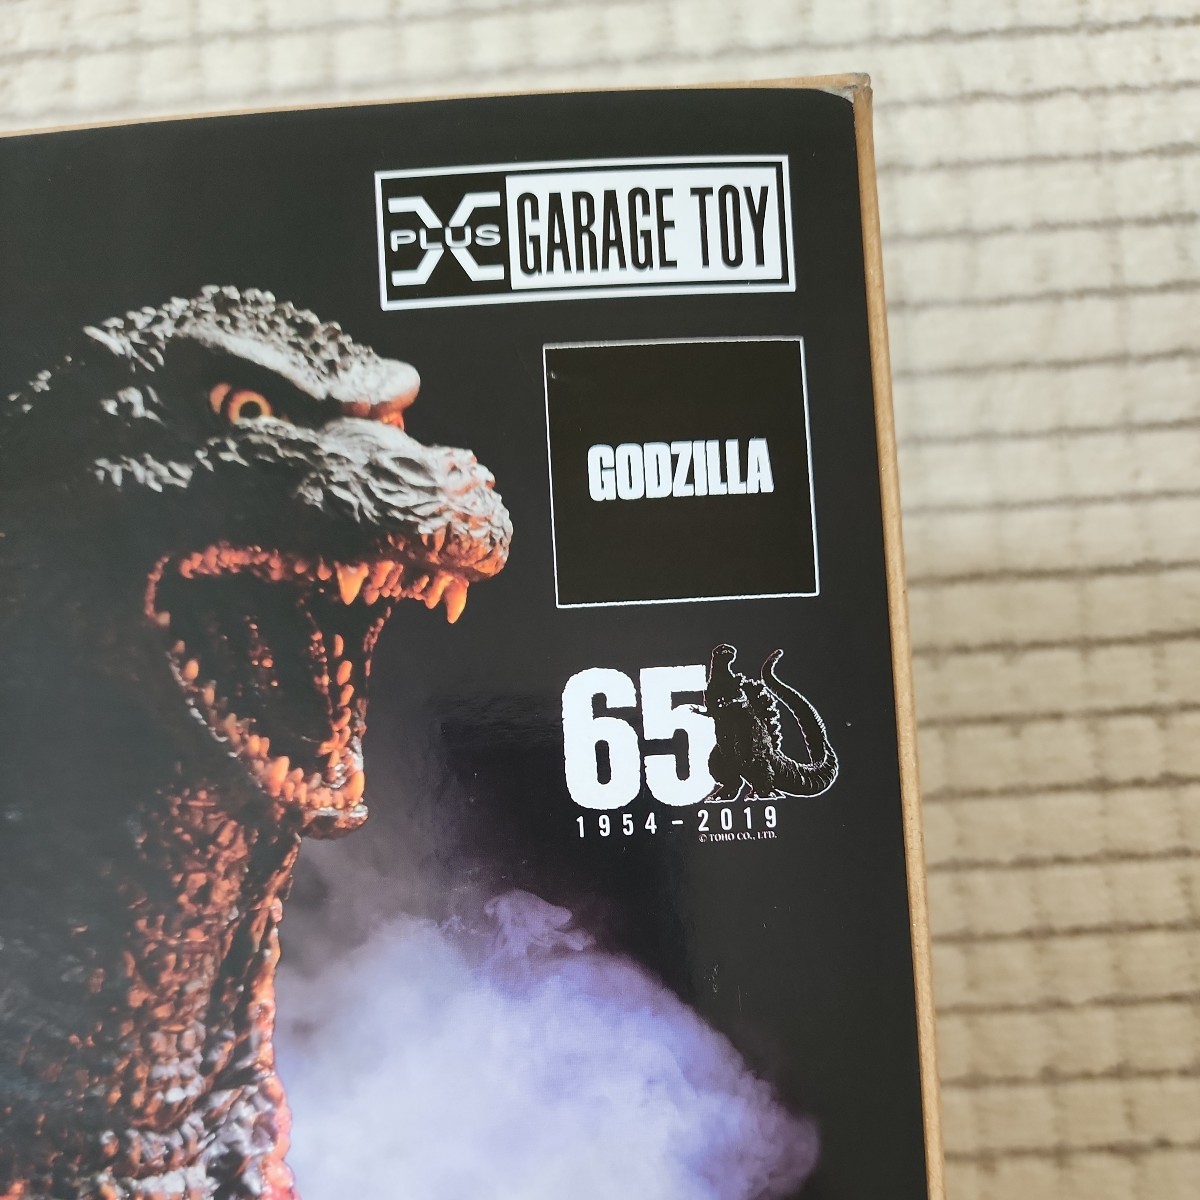 X PLUS GARAGE TOY
GODZILLA
65
1954-2019
© TOHO CO., LTD.